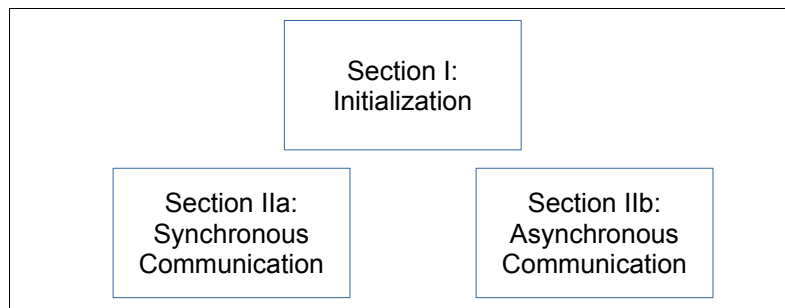 Section I:
Initialization
Section IIa:
Synchronous
Communication
Section IIb:
Asynchronous
Communication